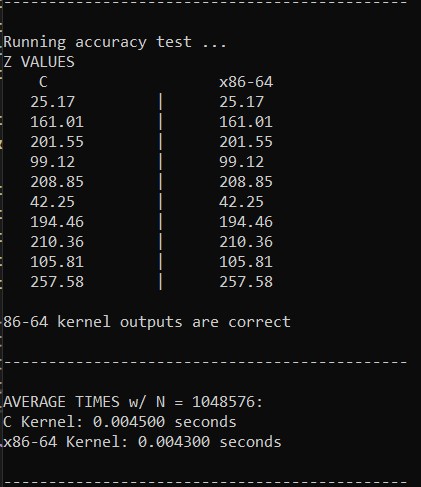 ----------------------------------------------
Running accuracy test ...
Z VALUES
C x86-64
25.17 | 25.17
161.01 | 161.01
201.55 | 201.55
99.12 | 99.12
208.85 | 208.85
42.25 | 42.25
194.46 | 194.46
210.36 | 210.36
105.81 | 105.81
257.58 | 257.58
86-64 kernel outputs are correct
----------------------------------------------
AVERAGE TIMES w/ N = 1048576:
C Kernel: 0.004500 seconds
x86-64 Kernel: 0.004300 seconds
----------------------------------------------